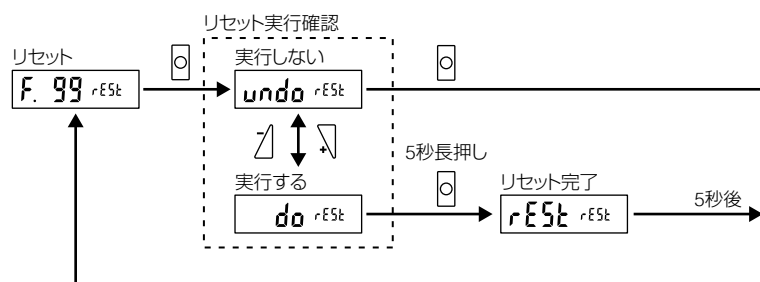 リセット実行確認
リセット
実行しない
F. 99 rESt
undo rESt
- +
5秒長押し
実行する
リセット完了
do rESt
rESt rESt
5秒後